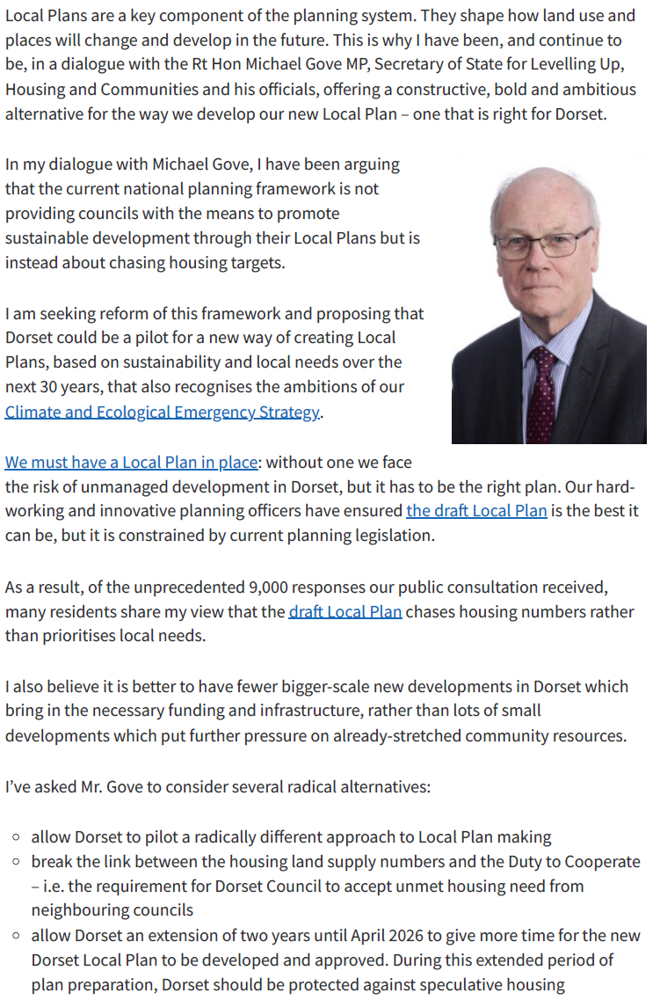 Local Plans are a key component of the planning system. They shape how land use and
places will change and develop in the future. This is why I have been, and continue to
be, in a dialogue with the Rt Hon Michael Gove MP, Secretary of State for Levelling Up,
Housing and Communities and his officials, offering a constructive, bold and ambitious
alternative for the way we develop our new Local Plan – one that is right for Dorset.
In my dialogue with Michael Gove, I have been arguing
that the current national planning framework is not
providing councils with the means to promote
sustainable development through their Local Plans but is
instead about chasing housing targets.
I am seeking reform of this framework and proposing that
Dorset could be a pilot for a new way of creating Local
Plans, based on sustainability and local needs over the
next 30 years, that also recognises the ambitions of our
Climate and Ecological Emergency Strategy.
We must have a Local Plan in place: without one we face
the risk of unmanaged development in Dorset, but it has to be the right plan. Our hard-
working and innovative planning officers have ensured the draft Local Plan is the best it
can be, but it is constrained by current planning legislation.
As a result, of the unprecedented 9,000 responses our public consultation received,
many residents share my view that the draft Local Plan chases housing numbers rather
than prioritises local needs.
I also believe it is better to have fewer bigger-scale new developments in Dorset which
bring in the necessary funding and infrastructure, rather than lots of small
developments which put further pressure on already-stretched community resources.
I've asked Mr. Gove to consider several radical alternatives:
○ allow Dorset to pilot a radically different approach to Local Plan making
○ break the link between the housing land supply numbers and the Duty to Cooperate
– i.e. the requirement for Dorset Council to accept unmet housing need from
neighbouring councils
○ allow Dorset an extension of two years until April 2026 to give more time for the new
Dorset Local Plan to be developed and approved. During this extended period of
plan preparation, Dorset should be protected against speculative housing